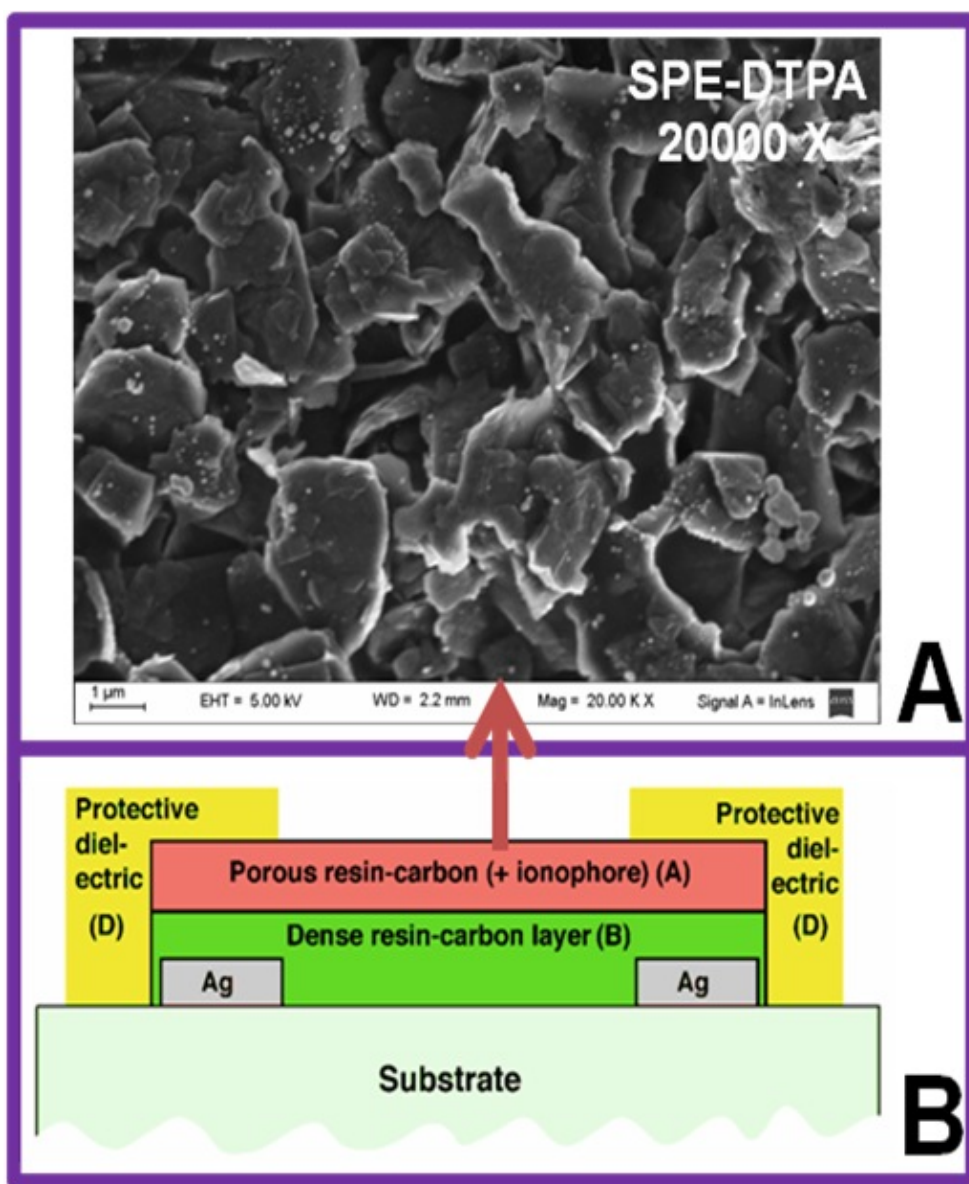 SPE-DTPA
20000 X
1 µm
EHT = 5.00 kV
WD = 2.2 mm
Mag = 20.00 K X
Signal A = InLens
A
Protective
diel-
ectric
(D)
Protective
diel-
ectric
(D)
Porous resin-carbon (+ ionophore) (A)
Dense resin-carbon layer (B)
Ag
Ag
Substrate
B